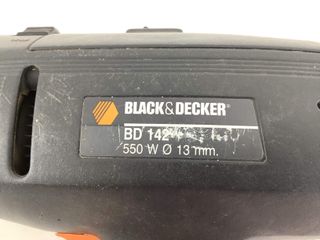 BLACK&DECKER®
BD 142
550 W Ø 13 mm.